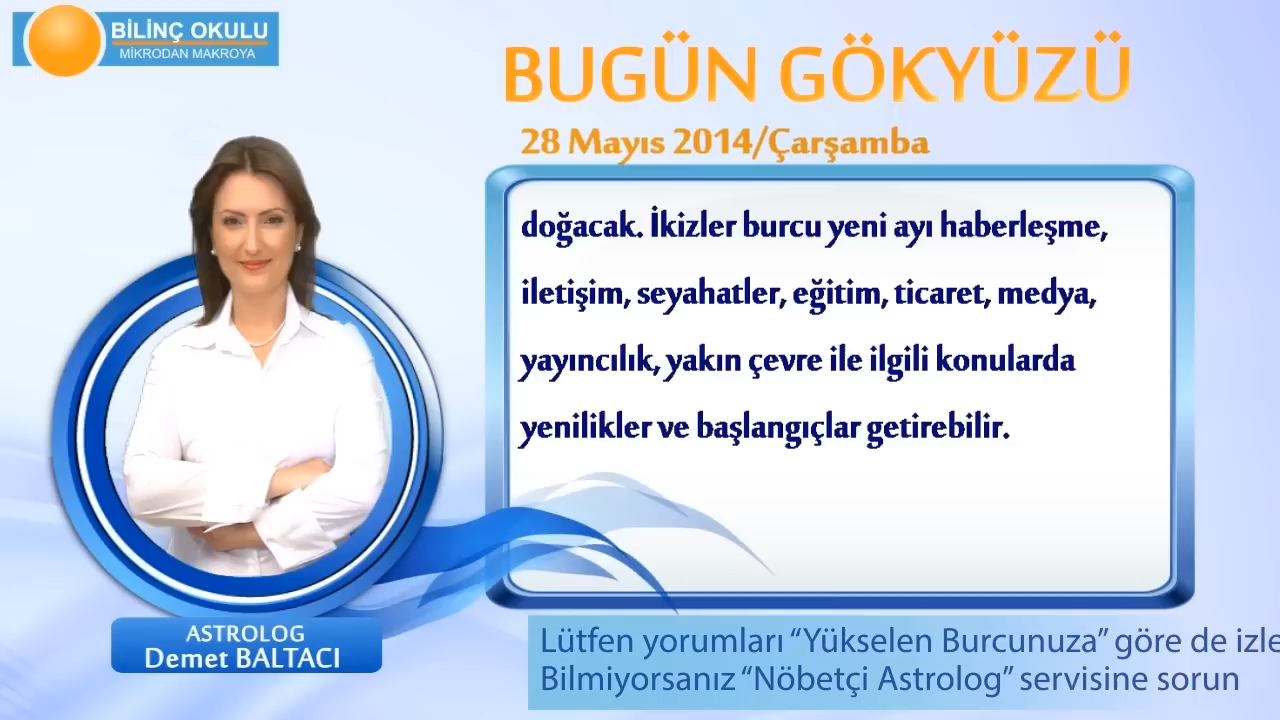 BİLİNÇ OKULU
MİKRODAN MAKROYA
BUGÜN GÖKYÜZÜ
28 Mayıs 2014/Çarşamba
doğacak. İkizler burcu yeni ayı haberleşme,
iletişim, seyahatler, eğitim, ticaret, medya,
yayıncılık, yakın çevre ile ilgili konularda
yenilikler ve başlangıçlar getirebilir.
ASTROLOG
Demet BALTACI
Lütfen yorumları “Yükselen Burcunuza” göre de izle
Bilmiyorsanız “Nöbetçi Astrolog” servisine sorun